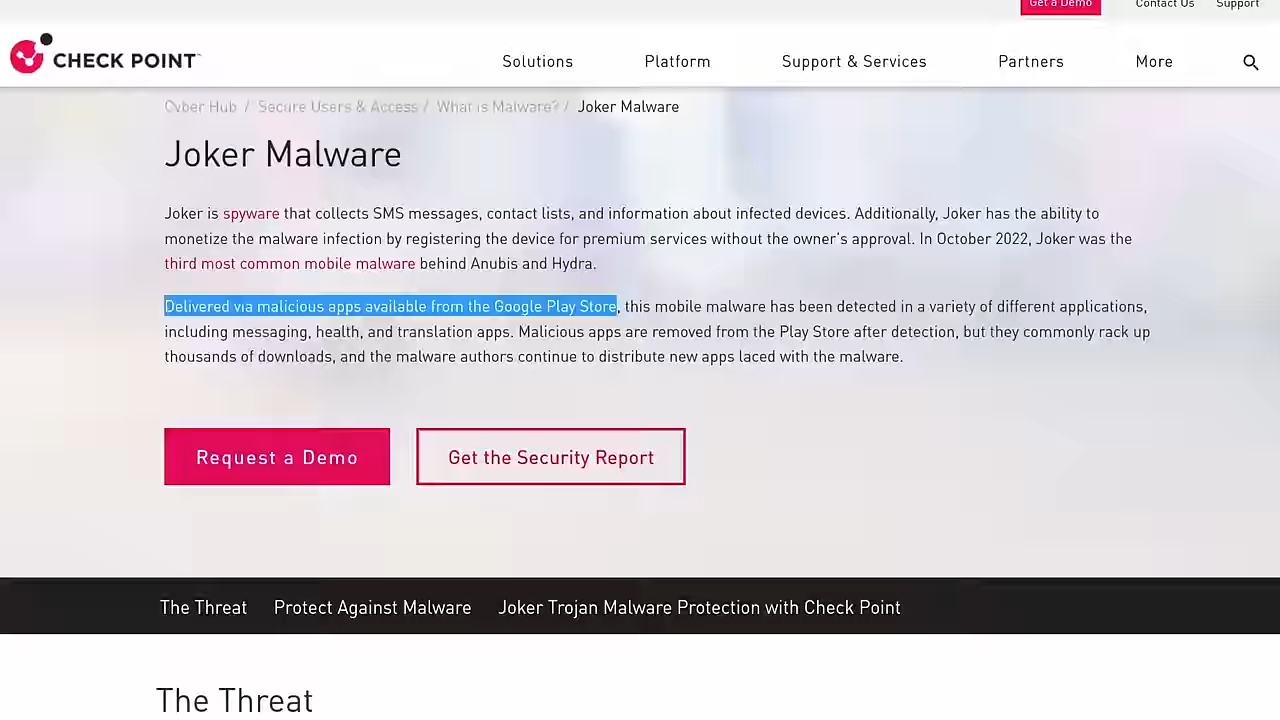 Get a Demo Contact Us Support
CHECK POINT™ Solutions Platform Support & Services Partners More
Cyber Hub / Secure Users & Access / What is Malware? / Joker Malware
Joker Malware
Joker is spyware that collects SMS messages, contact lists, and information about infected devices. Additionally, Joker has the ability to
monetize the malware infection by registering the device for premium services without the owner's approval. In October 2022, Joker was the
third most common mobile malware behind Anubis and Hydra.
Delivered via malicious apps available from the Google Play Store, this mobile malware has been detected in a variety of different applications,
including messaging, health, and translation apps. Malicious apps are removed from the Play Store after detection, but they commonly rack up
thousands of downloads, and the malware authors continue to distribute new apps laced with the malware.
Request a Demo Get the Security Report
The Threat Protect Against Malware Joker Trojan Malware Protection with Check Point
The Threat